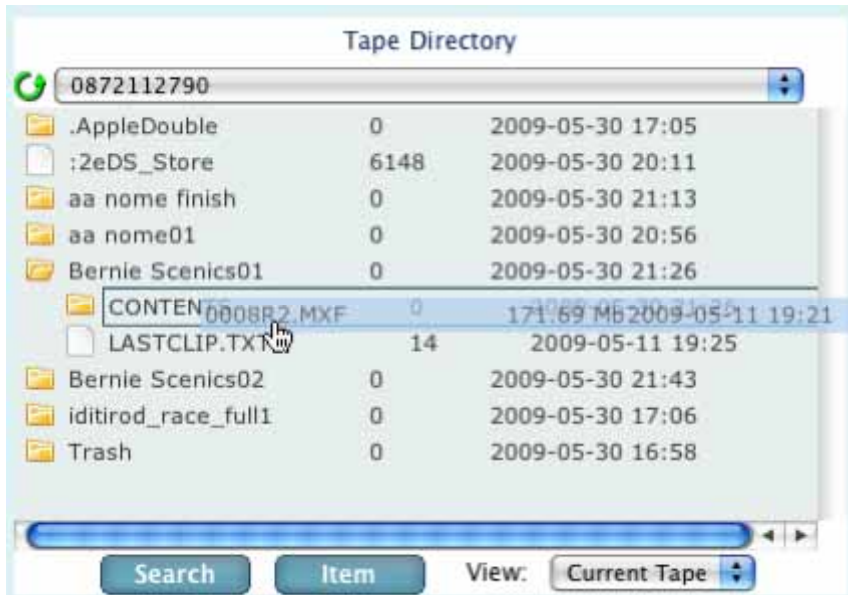 Tape Directory
0872112790
.AppleDouble 0 2009-05-30 17:05
:2eDS_Store 6148 2009-05-30 20:11
aa nome finish 0 2009-05-30 21:13
aa nome01 0 2009-05-30 20:56
Bernie Scenics01 0 2009-05-30 21:26
CONTENTS 0
0008R2.MXF 171.69 Mb2009-05-11 19:21
LASTCLIP.TXT 14 2009-05-11 19:25
Bernie Scenics02 0 2009-05-30 21:43
iditirod_race_full1 0 2009-05-30 17:06
Trash 0 2009-05-30 16:58
Search Item View: Current Tape